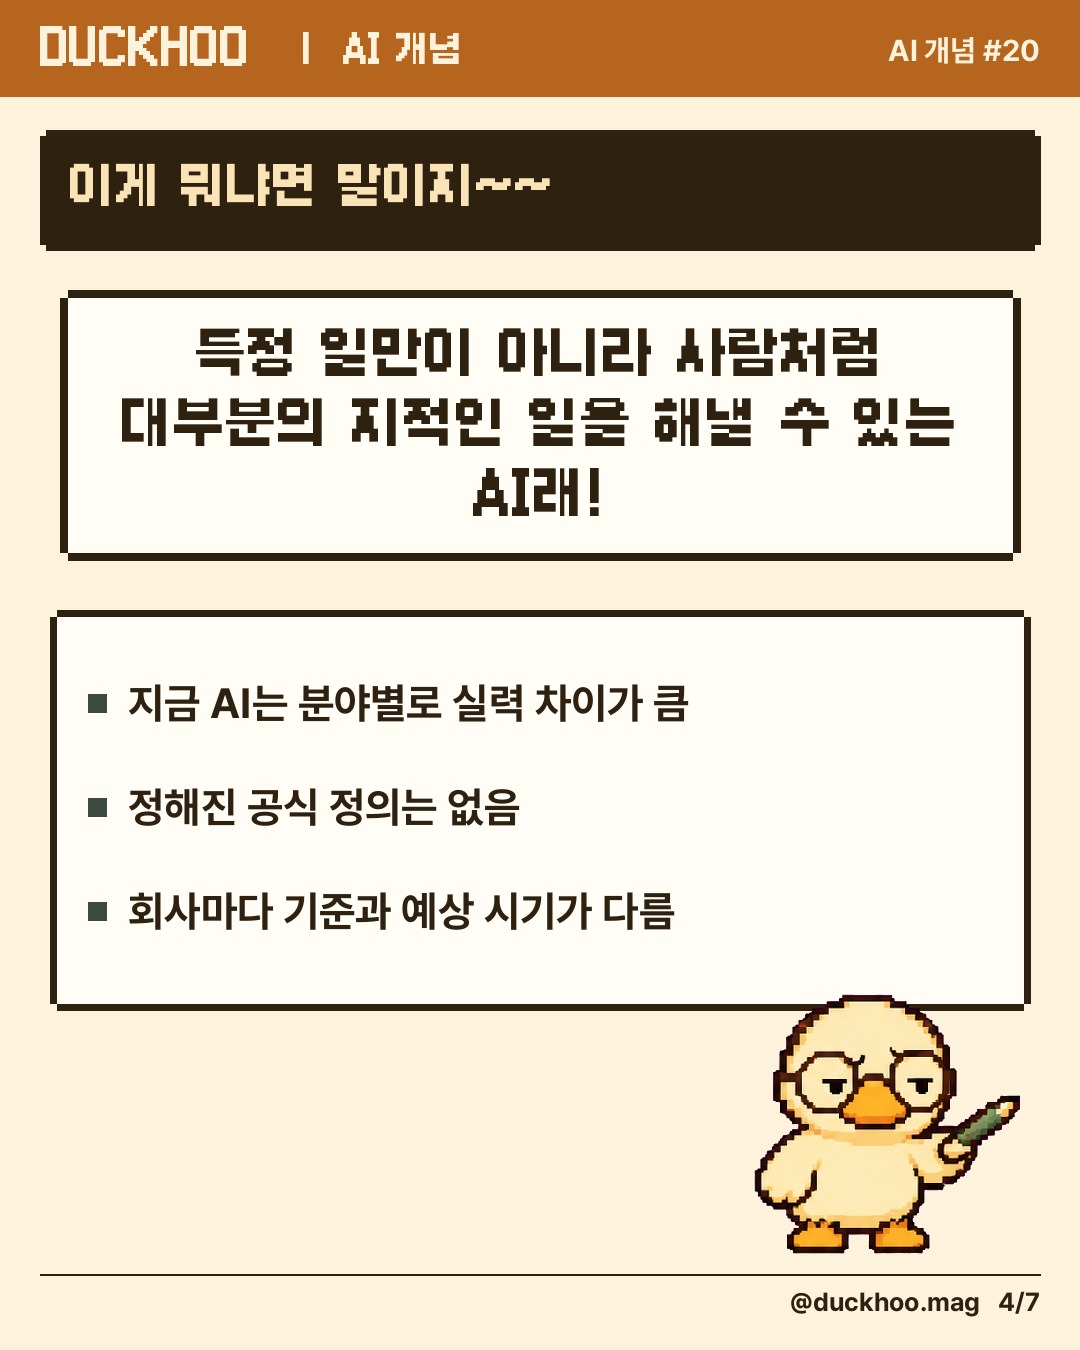 DUCKHOO | AI 개념
AI 개념 #20
이게 뭐냐면 말이지~~
특정 일만이 아니라 사람처럼
대부분의 지적인 일을 해낼 수 있는
AI래!
지금 AI는 분야별로 실력 차이가 큼
정해진 공식 정의는 없음
회사마다 기준과 예상 시기가 다름
@duckhoo.mag 4/7